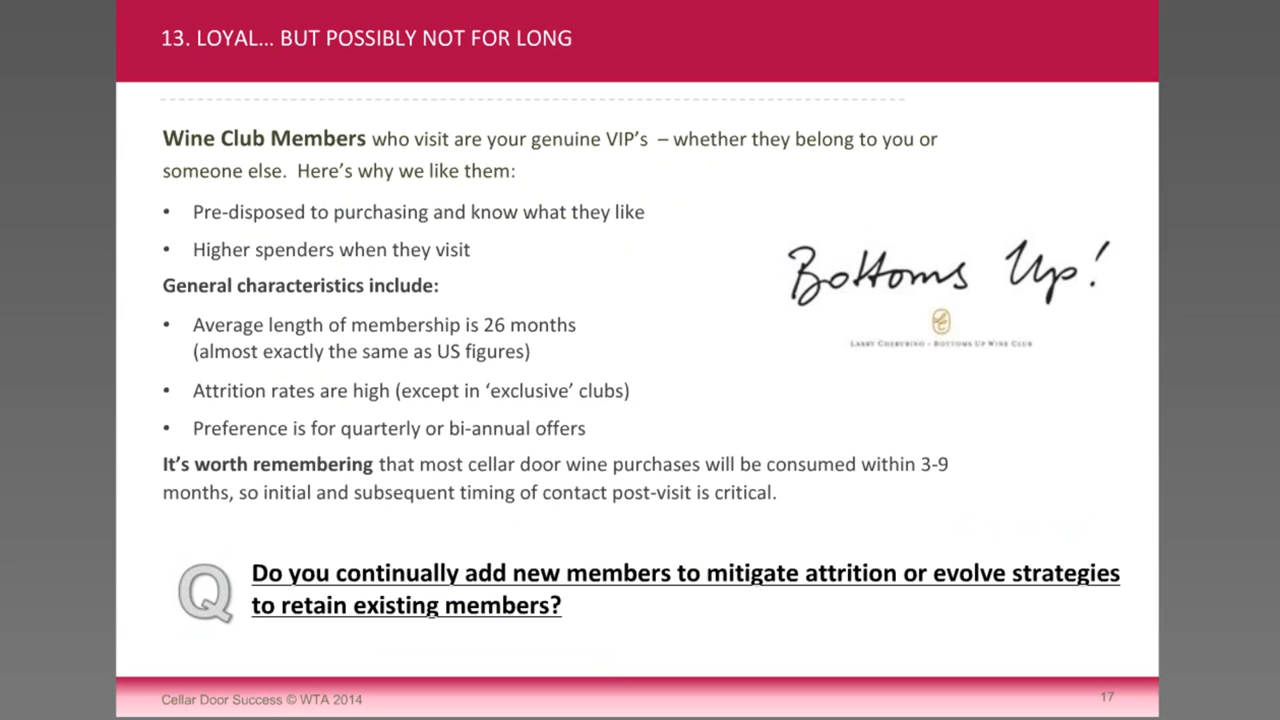 13. LOYAL... BUT POSSIBLY NOT FOR LONG
Wine Club Members who visit are your genuine VIP's – whether they belong to you or
someone else. Here's why we like them:
• Pre-disposed to purchasing and know what they like
• Higher spenders when they visit
General characteristics include:
• Average length of membership is 26 months
(almost exactly the same as US figures)
• Attrition rates are high (except in 'exclusive' clubs)
• Preference is for quarterly or bi-annual offers
It's worth remembering that most cellar door wine purchases will be consumed within 3-9
months, so initial and subsequent timing of contact post-visit is critical.
Bottoms Up!
LARRY CHERUBINO - BOTTOMS UP WINE CLUB
Q Do you continually add new members to mitigate attrition or evolve strategies
to retain existing members?
Cellar Door Success © WTA 2014
17